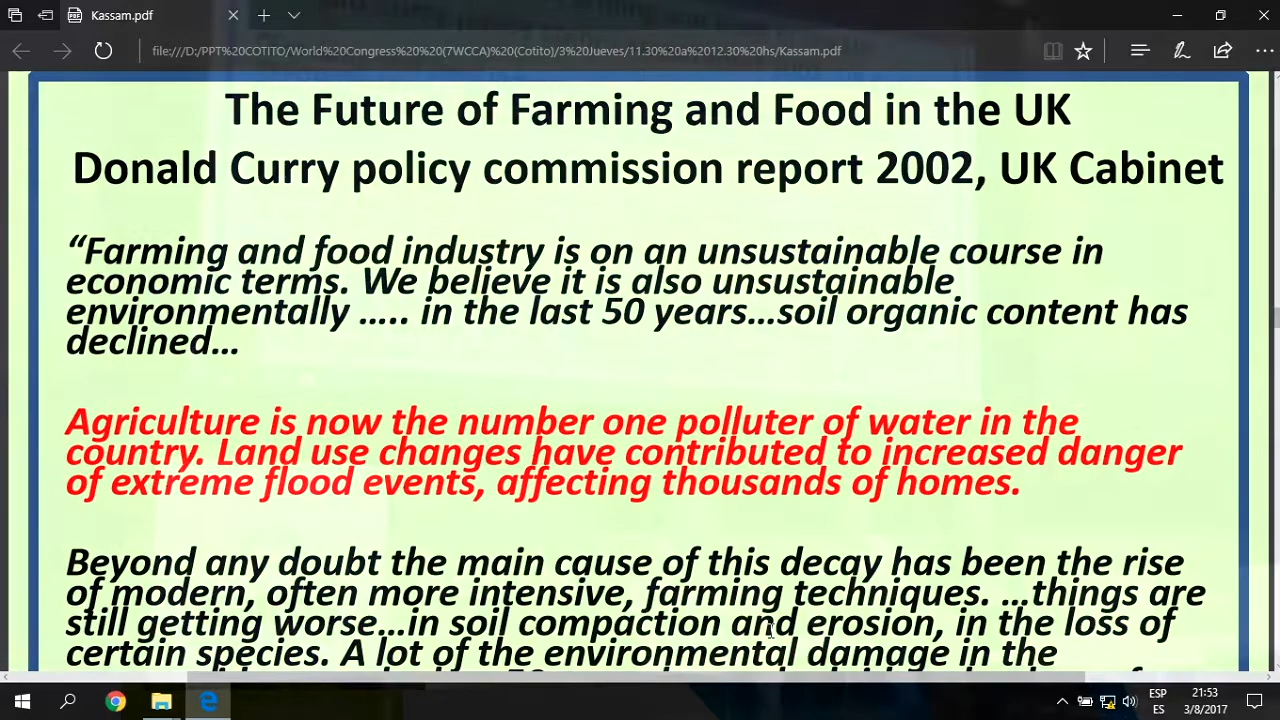 Kassam.pdf
file:///D:/PPT%20COTITO/World%20Congress%20%20(7WCCA)%20(Cotito)/3%20Jueves/11.30%20a%2012.30%20hs/Kassam.pdf
The Future of Farming and Food in the UK
Donald Curry policy commission report 2002, UK Cabinet
“Farming and food industry is on an unsustainable course in
economic terms. We believe it is also unsustainable
environmentally ….. in the last 50 years…soil organic content has
declined…
Agriculture is now the number one polluter of water in the
country. Land use changes have contributed to increased danger
of extreme flood events, affecting thousands of homes.
Beyond any doubt the main cause of this decay has been the rise
of modern, often more intensive, farming techniques. …things are
still getting worse…in soil compaction and erosion, in the loss of
certain species. A lot of the environmental damage in the
ESP
ES
21:53
3/8/2017